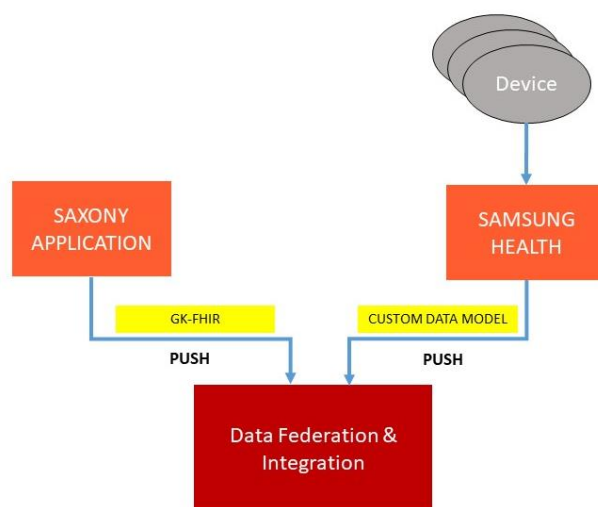 Device
SAXONY
APPLICATION
SAMSUNG
HEALTH
GK-FHIR
CUSTOM DATA MODEL
PUSH
PUSH
Data Federation &
Integration